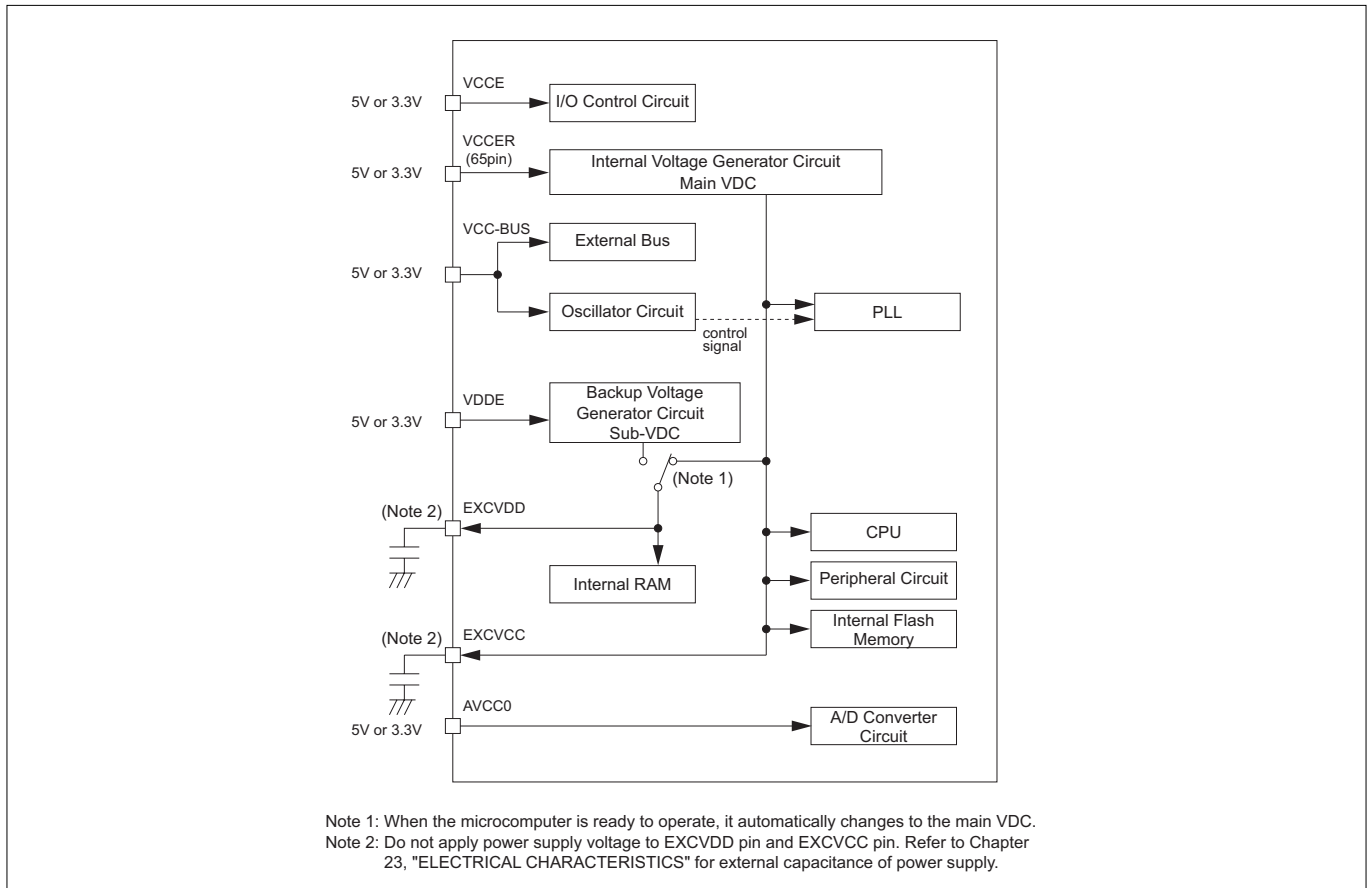 VCCE
5V or 3.3V
I/O Control Circuit
VCCER
(65pin)
5V or 3.3V
Internal Voltage Generator Circuit
Main VDC
VCC-BUS
External Bus
5V or 3.3V
Oscillator Circuit
control
signal
PLL
VDDE
5V or 3.3V
Backup Voltage
Generator Circuit
Sub-VDC
(Note 1)
(Note 2)
EXCVDD
CPU
Internal RAM
Peripheral Circuit
Internal Flash
Memory
(Note 2)
EXCVCC
AVCC0
5V or 3.3V
A/D Converter
Circuit
Note 1: When the microcomputer is ready to operate, it automatically changes to the main VDC.
Note 2: Do not apply power supply voltage to EXCVDD pin and EXCVCC pin. Refer to Chapter
23, "ELECTRICAL CHARACTERISTICS" for external capacitance of power supply.